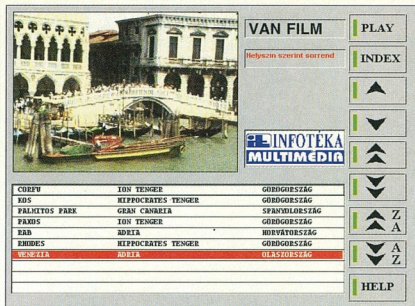 VAN FILM
PLAY
Helyszin szerint sorrend
INDEX
INFOTÉKA
MULTIMÉDIA
CORFU ION TENGER GÖRÖGORSZÁG
KOS HIPPOCRATES TENGER GÖRÖGORSZÁG
PALMITOS PARK GRAN CANARIA SPANYOLORSZÁG
PAXOS ION TENGER GÖRÖGORSZÁG
RAB ADRIA HORVÁTORSZÁG
RHODES HIPPOCRATES TENGER GÖRÖGORSZÁG
VENEZIA ADRIA OLASZORSZÁG
Z
A
A
Z
HELP